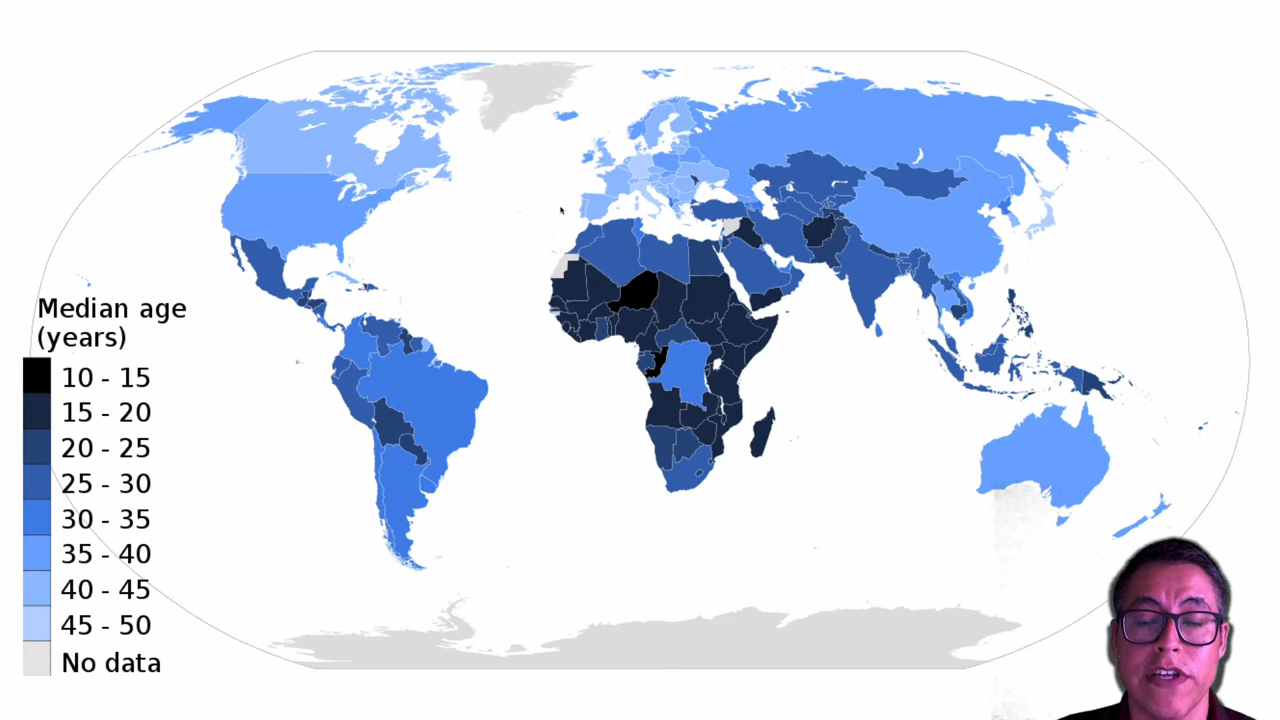 Median age
(years)
10 - 15
15 - 20
20 - 25
25 - 30
30 - 35
35 - 40
40 - 45
45 - 50
No data